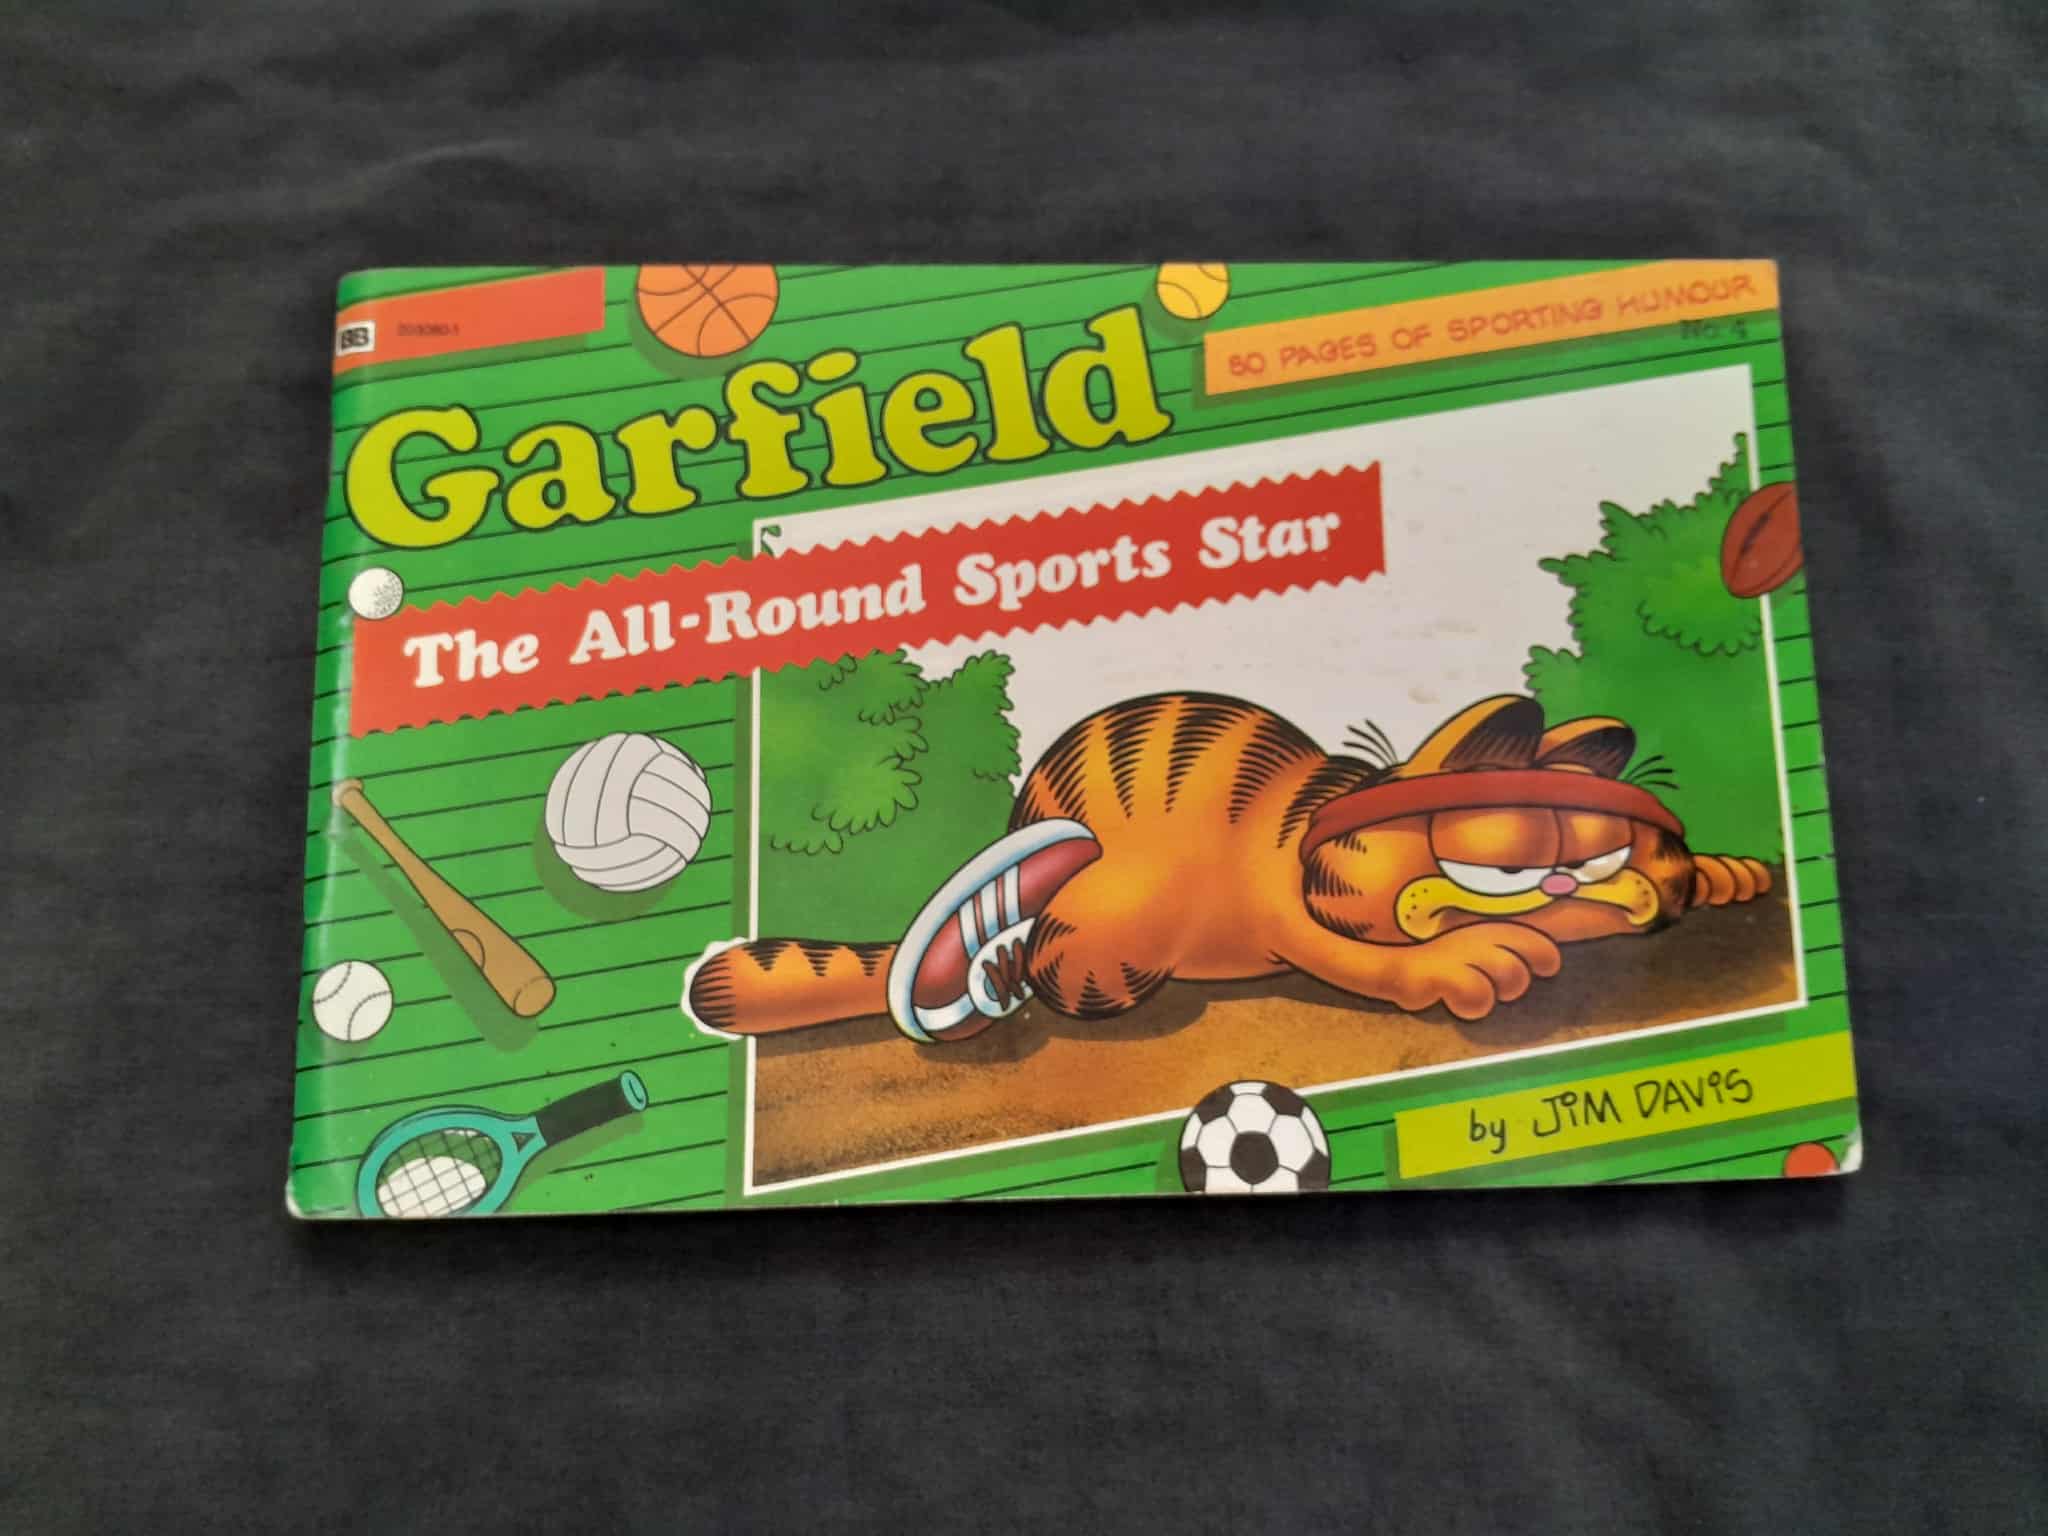 BB
Garfield
80 PAGES OF SPORTING HUMOUR
No. 4
The All-Round Sports Star
by JIM DAVIS